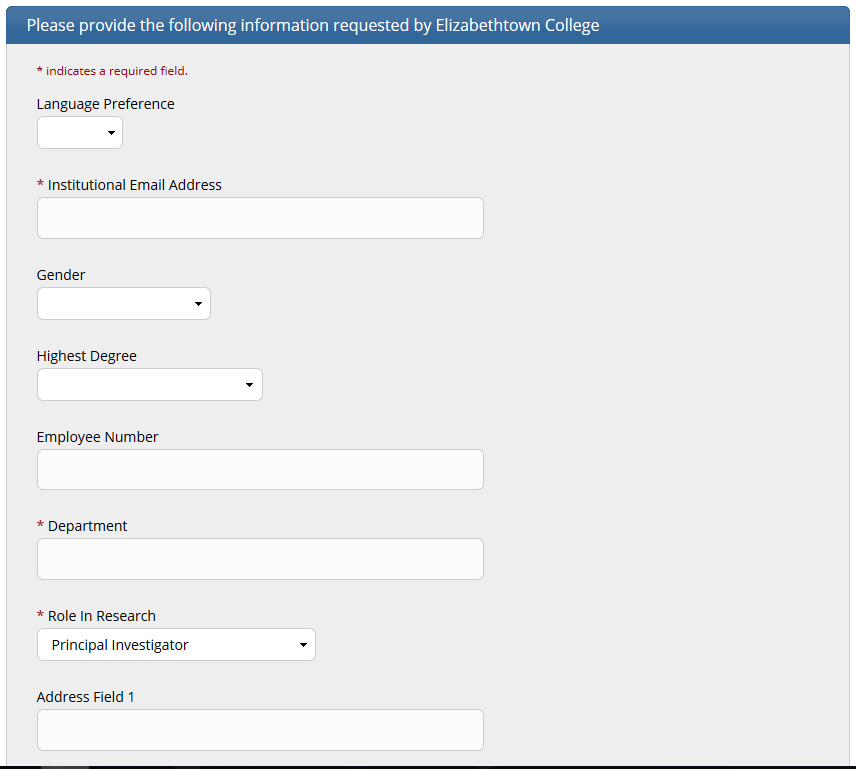 Please provide the following information requested by Elizabethtown College
* indicates a required field.
Language Preference
* Institutional Email Address
Gender
Highest Degree
Employee Number
* Department
* Role In Research
Principal Investigator
Address Field 1